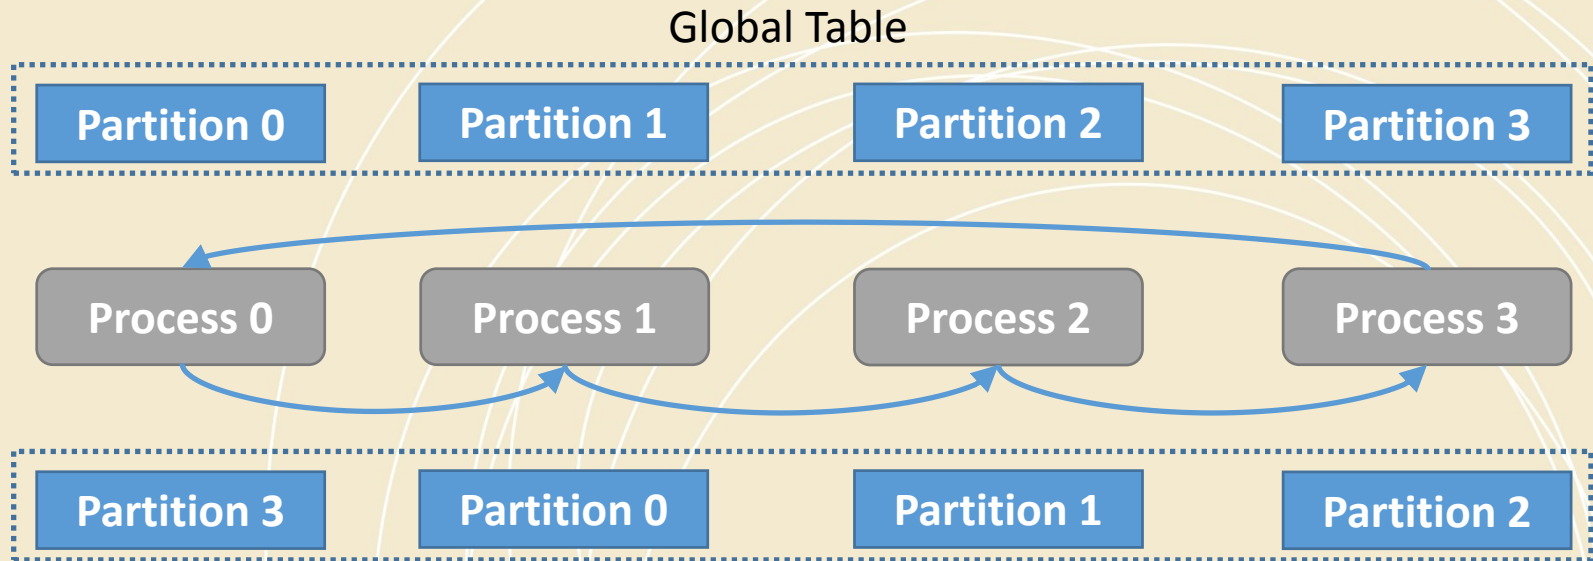 Global Table
Partition 0 Partition 1 Partition 2 Partition 3
Process 0 Process 1 Process 2 Process 3
Partition 3 Partition 0 Partition 1 Partition 2